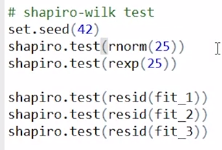 # shapiro-wilk test
set.seed(42)
shapiro.test(rnorm(25))
shapiro.test(rexp(25))
shapiro.test(resid(fit_1))
shapiro.test(resid(fit_2))
shapiro.test(resid(fit_3))